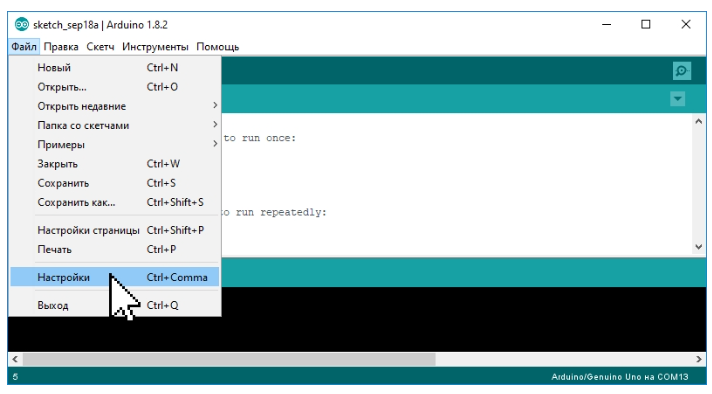 sketch_sep18a | Arduino 1.8.2
Файл Правка Скетч Инструменты Помощь
Новый Ctrl+N
Открыть... Ctrl+O
Открыть недавние
Папка со скетчами
Примеры
to run once:
Закрыть Ctrl+W
Сохранить Ctrl+S
Сохранить как... Ctrl+Shift+S
to run repeatedly:
Настройки страницы Ctrl+Shift+P
Печать Ctrl+P
Настройки Ctrl+Comma
Выход Ctrl+Q
5 Arduino/Genuino Uno на COM13